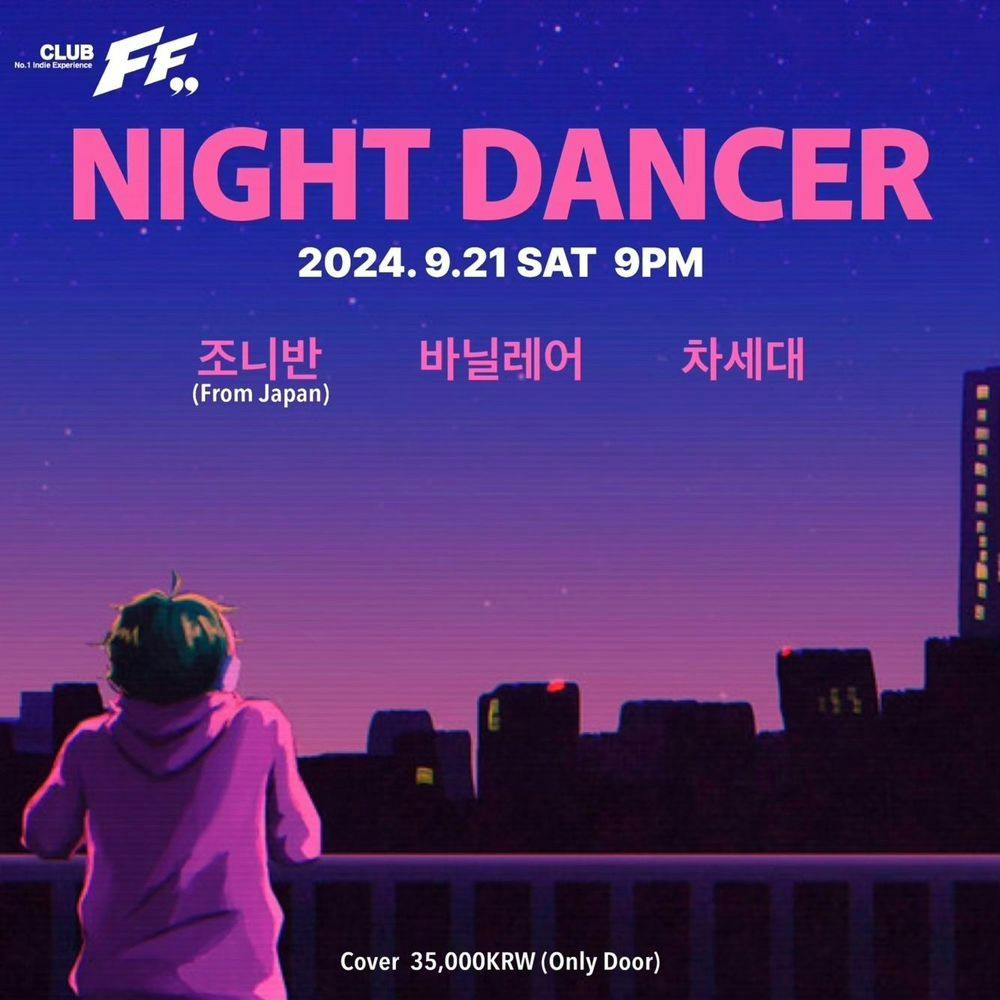 CLUB
No.1 Indie Experience
FF,,
NIGHT DANCER
2024. 9.21 SAT 9PM
조니반 바닐레어 차세대
(From Japan)
Cover 35,000KRW (Only Door)